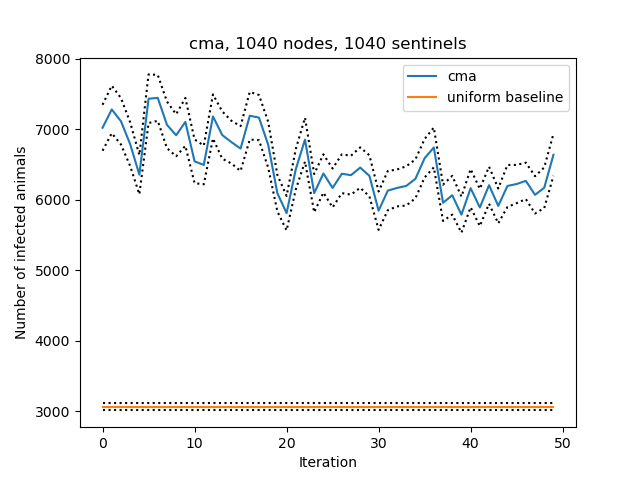 cma, 1040 nodes, 1040 sentinels
8000
7000
6000
5000
4000
3000
Number of infected animals
cma
uniform baseline
0
10
20
30
40
50
Iteration